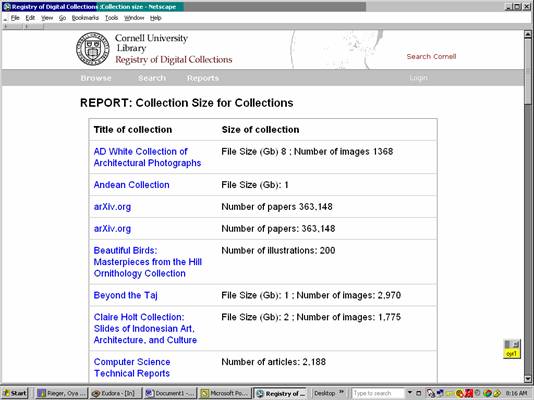 Registry of Digital Collections :Collection size - Netscape
File Edit View Go Bookmarks Tools Window Help
Cornell University
Library
Registry of Digital Collections
Search Cornell
Browse Search Reports Login
REPORT: Collection Size for Collections
Title of collection Size of collection
AD White Collection of File Size (Gb) 8 ; Number of images 1368
Architectural Photographs
Andean Collection File Size (Gb): 1
arXiv.org Number of papers 363,148
arXiv.org Number of papers: 363,148
Beautiful Birds: Number of illustrations: 200
Masterpieces from the Hill
Ornithology Collection
Beyond the Taj File Size (Gb): 1 ; Number of images: 2,970
Claire Holt Collection: File Size (Gb): 2 ; Number of images: 1,775
Slides of Indonesian Art,
Architecture, and Culture
Computer Science Number of articles: 2,188
Technical Reports
oyr1
Start Rieger, Oya ... Eudora - [In] Document1 - ... Microsoft Po... Registry of ... Desktop Type to search 8:16 AM